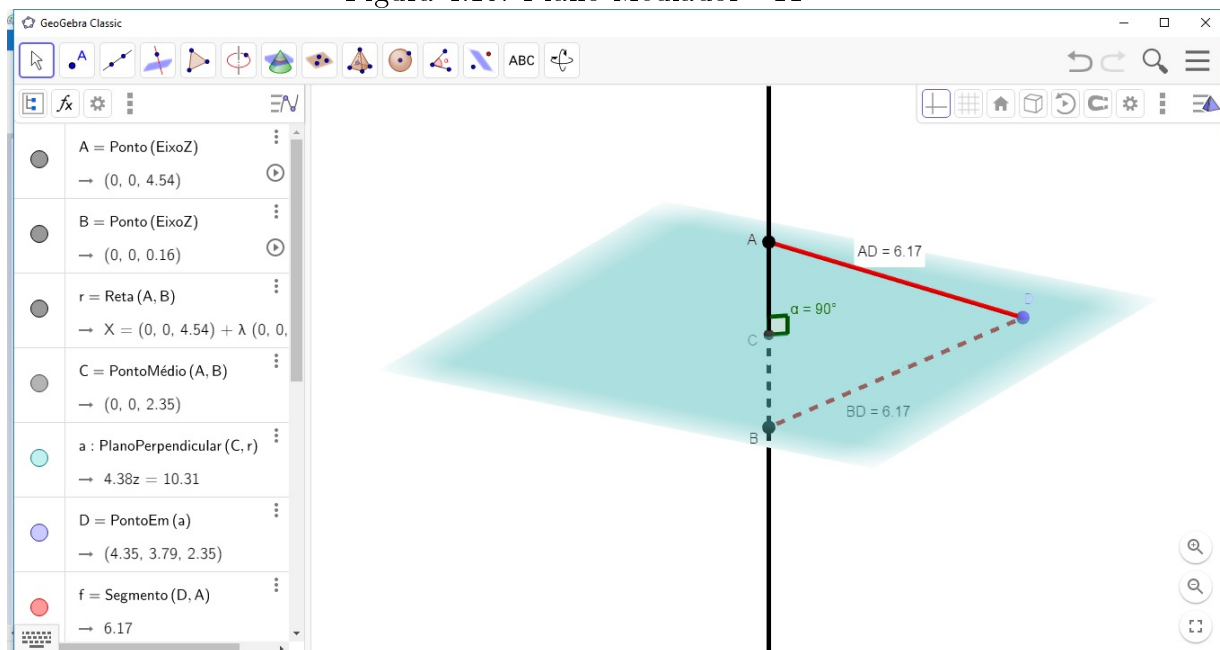 GeoGebra Classic
ABC
A = Ponto (EixoZ)
→ (0, 0, 4.54)
B = Ponto (EixoZ)
→ (0, 0, 0.16)
r = Reta (A, B)
→ X = (0, 0, 4.54) + λ (0, 0,
C = PontoMédio (A, B)
→ (0, 0, 2.35)
a : PlanoPerpendicular (C, r)
→ 4.38z = 10.31
D = PontoEm (a)
→ (4.35, 3.79, 2.35)
f = Segmento (D, A)
→ 6.17
A
AD = 6.17
D
α = 90°
C
BD = 6.17
B